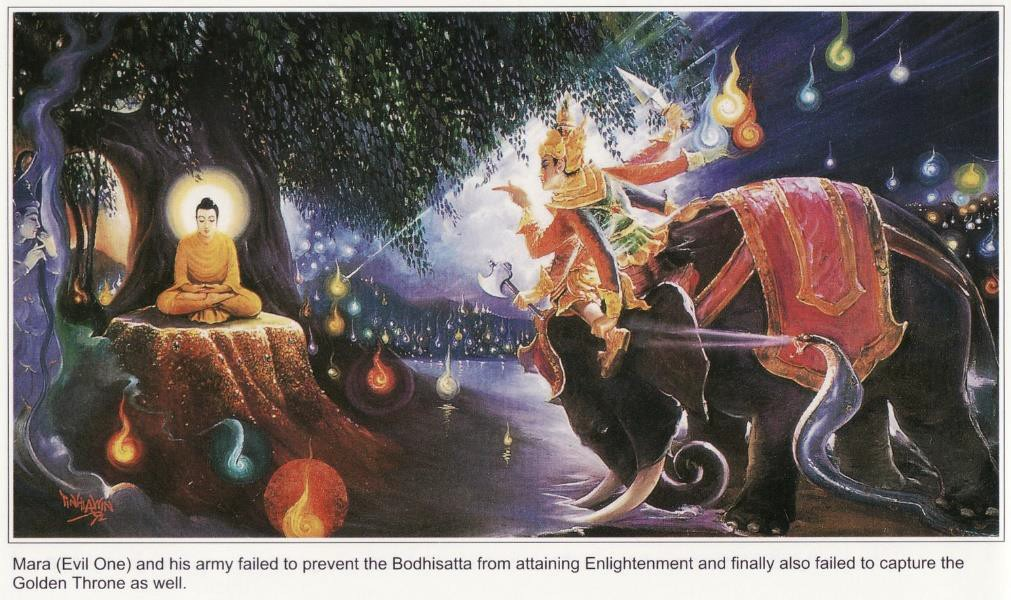 Mara (Evil One) and his army failed to prevent the Bodhisatta from attaining Enlightenment and finally also failed to capture the
Golden Throne as well.